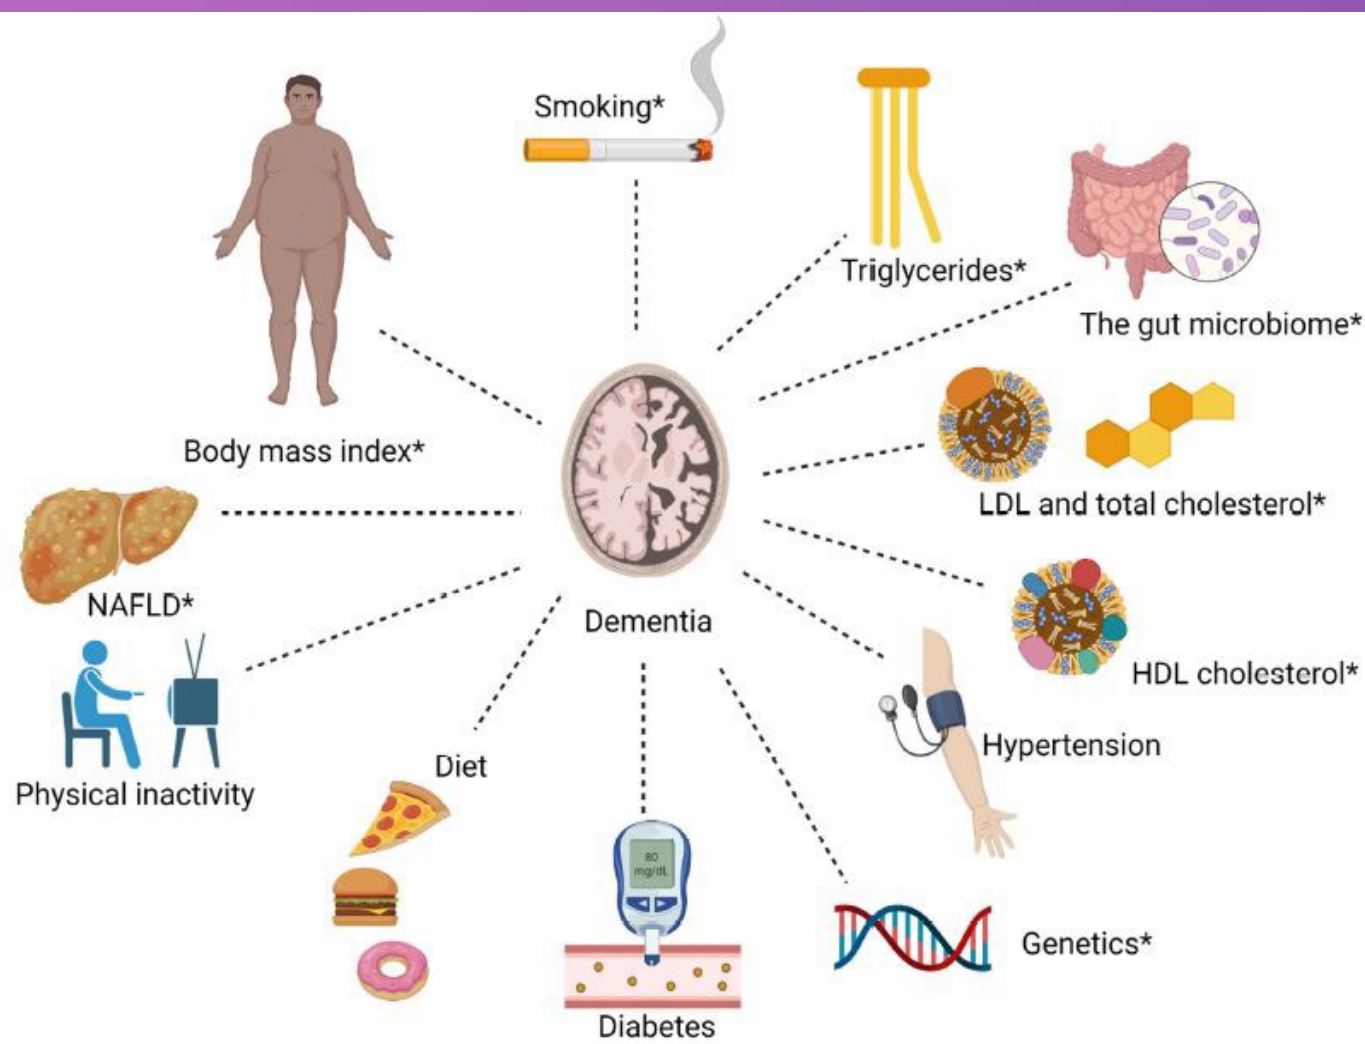 Smoking*
Triglycerides*
The gut microbiome*
Body mass index*
LDL and total cholesterol*
NAFLD*
Dementia
HDL cholesterol*
Hypertension
Physical inactivity
Diet
80
mg/dL
Genetics*
Diabetes